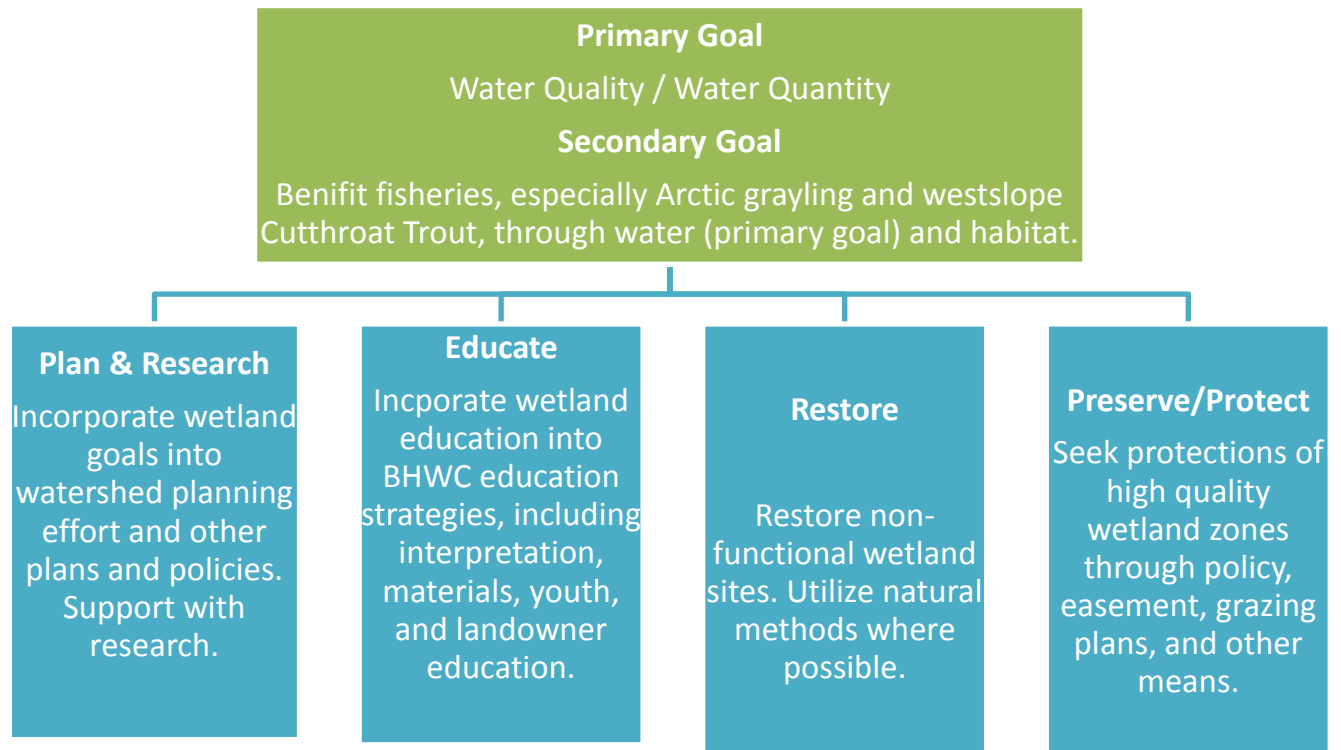 Primary Goal
Water Quality / Water Quantity
Secondary Goal
Benifit fisheries, especially Arctic grayling and westslope
Cutthroat Trout, through water (primary goal) and habitat.
Plan & Research
Incorporate wetland
goals into
watershed planning
effort and other
plans and policies.
Support with
research.
Educate
Incporate wetland
education into
BHWC education
strategies, including
interpretation,
materials, youth,
and landowner
education.
Restore
Restore non-
functional wetland
sites. Utilize natural
methods where
possible.
Preserve/Protect
Seek protections of
high quality
wetland zones
through policy,
easement, grazing
plans, and other
means.